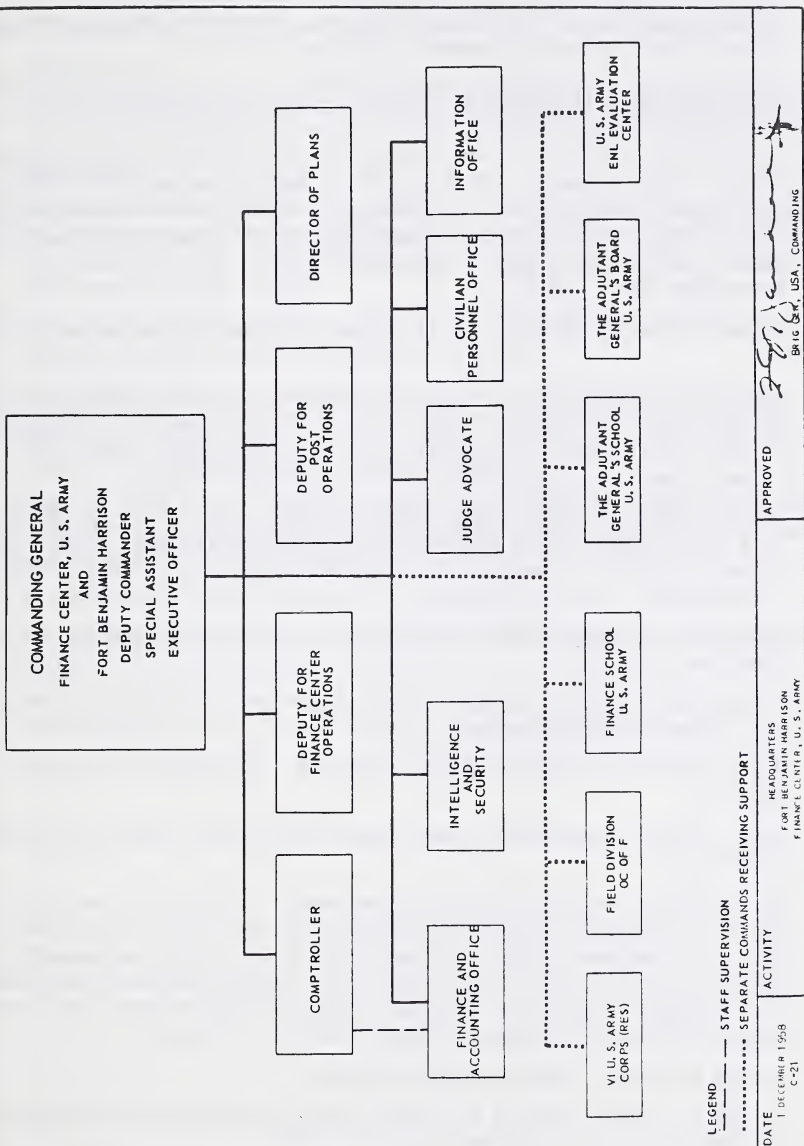 COMMANDING GENERAL
FINANCE CENTER, U. S. ARMY
AND
FORT BENJAMIN HARRISON
DEPUTY COMMANDER
SPECIAL ASSISTANT
EXECUTIVE OFFICER
COMPTROLLER
DEPUTY FOR
FINANCE CENTER
OPERATIONS
DEPUTY FOR
POST
OPERATIONS
DIRECTOR OF PLANS
FINANCE AND
ACCOUNTING OFFICE
INTELLIGENCE
AND
SECURITY
JUDGE ADVOCATE
CIVILIAN
PERSONNEL OFFICE
INFORMATION
OFFICE
VI U. S. ARMY
CORPS (RES)
FIELD DIVISION
OC OF F
FINANCE SCHOOL
U. S. ARMY
THE ADJUTANT
GENERAL'S SCHOOL
U. S. ARMY
THE ADJUTANT
GENERAL'S BOARD
U. S. ARMY
U. S. ARMY
ENL EVALUATION
CENTER
LEGEND
STAFF SUPERVISION
SEPARATE COMMANDS RECEIVING SUPPORT
DATE
1 DECEMBER 1958
C-21
ACTIVITY
HEADQUARTERS
FORT BENJAMIN HARRISON
FINANCE CENTER, U. S. ARMY
APPROVED
BRIG GEN, USA, COMMANDING